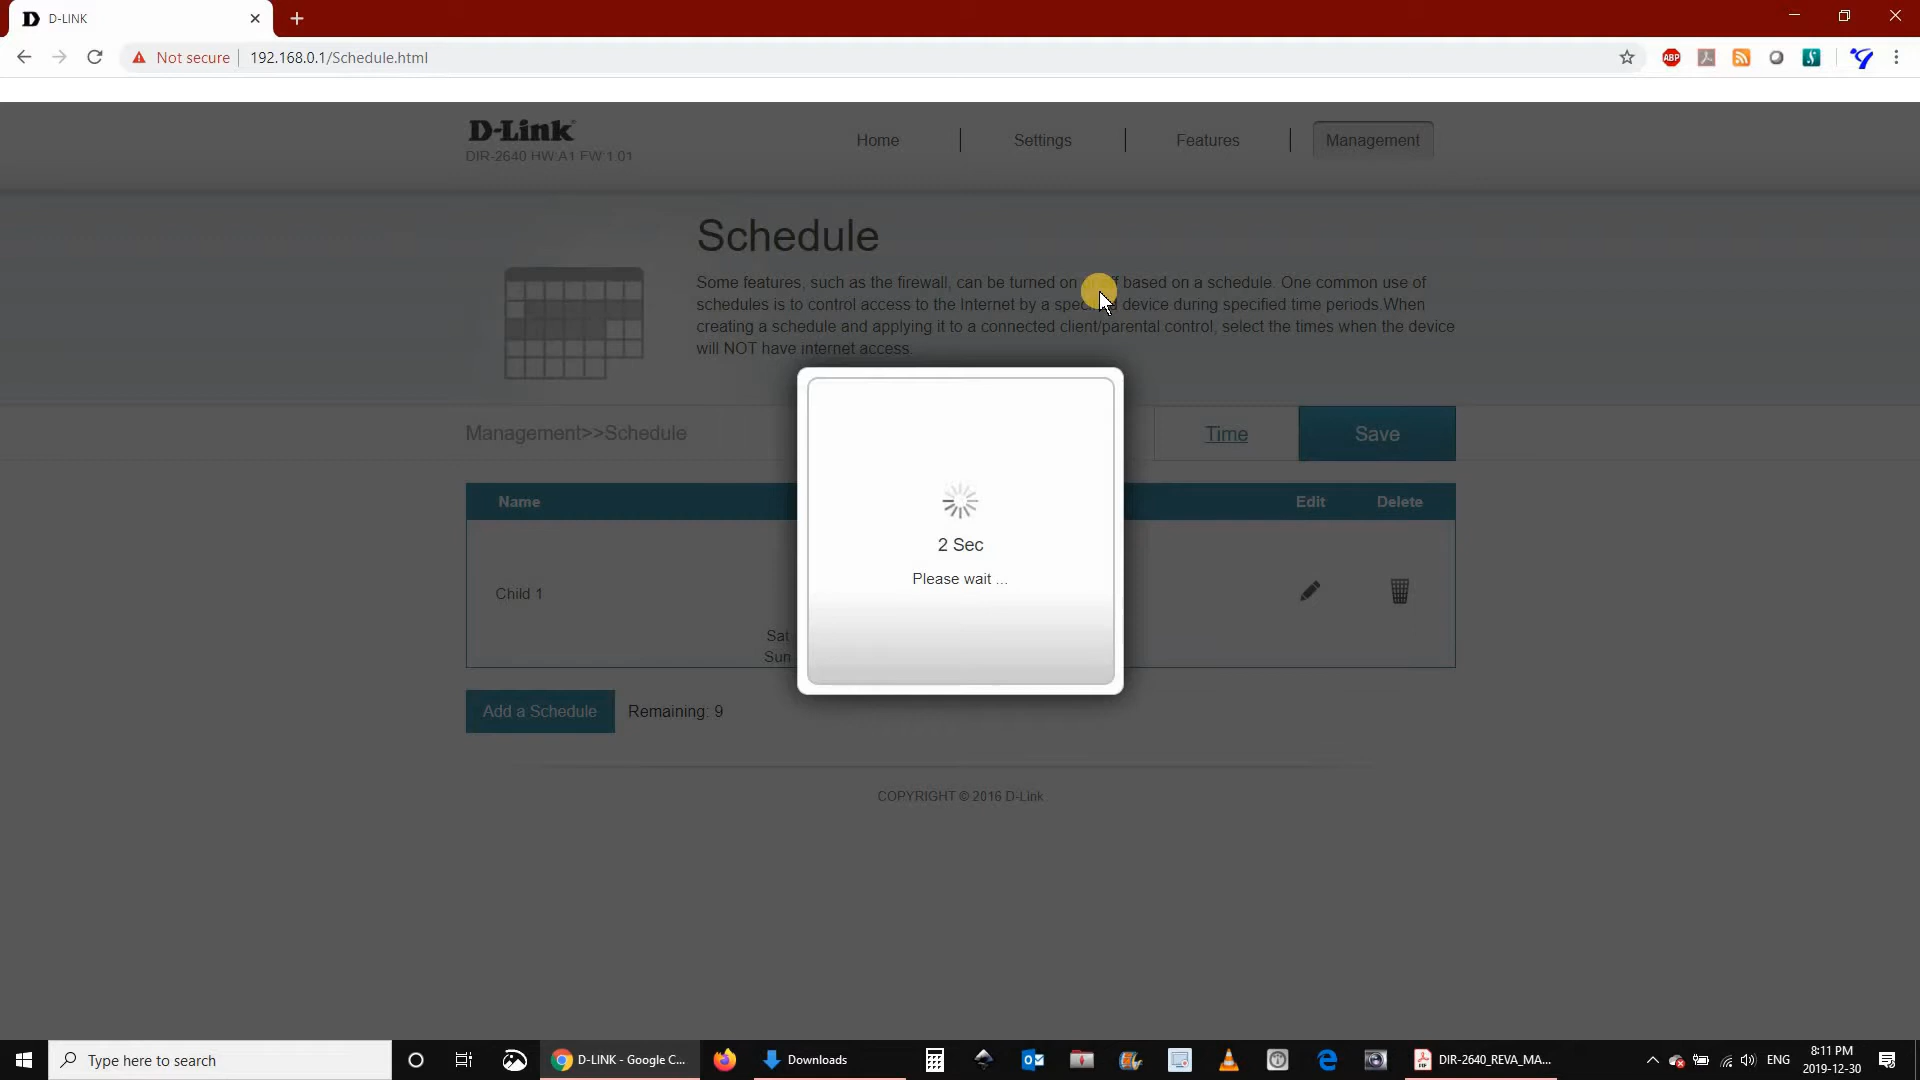 D-LINK
Not secure
192.168.0.1/Schedule.html
ABP
D-Link
DIR-2640 HW:A1 FW:1.01
Home
Settings
Features
Management
Schedule
Some features, such as the firewall, can be turned on based on a schedule. One common use of
schedules is to control access to the Internet by a device during specified time periods.When
creating a schedule and applying it to a connected client/parental control, select the times when the device
will NOT have internet access.
Management>>Schedule
Time
Save
Name
Edit
Delete
Child 1
Sat
Sun
2 Sec
Please wait ...
Add a Schedule
Remaining: 9
COPYRIGHT © 2016 D-Link
Type here to search
D-LINK - Google C...
Downloads
DIR-2640_REVA_MA...
ENG
8:11 PM
2019-12-30